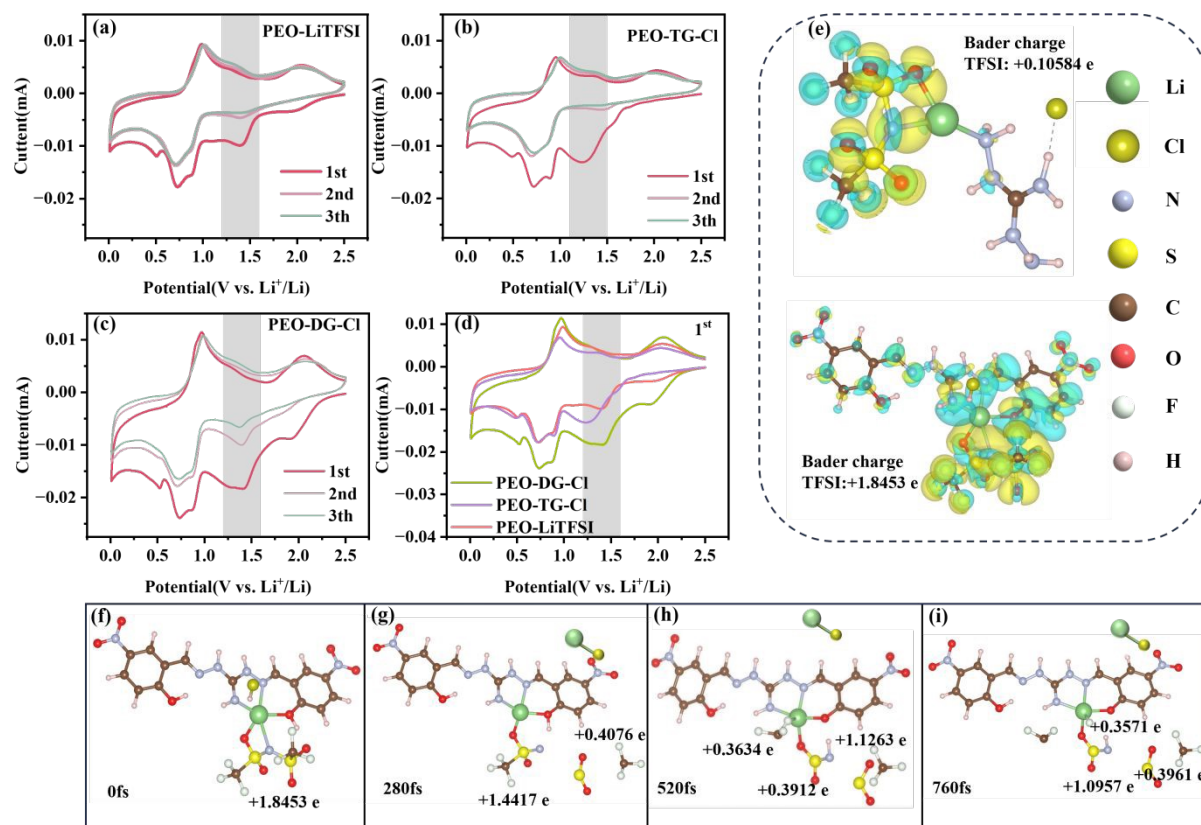 (a)
PEO-LiTFSI
0.01
0.00
−0.01
−0.02
Cuttent(mA)
1st
2nd
3th
0.0 0.5 1.0 1.5 2.0 2.5
Potential(V vs. Li⁺/Li)
(b)
PEO-TG-Cl
0.01
0.00
−0.01
−0.02
Cuttent(mA)
1st
2nd
3th
0.0 0.5 1.0 1.5 2.0 2.5
Potential(V vs. Li⁺/Li)
(c)
PEO-DG-Cl
0.01
0.00
−0.01
−0.02
Cuttent(mA)
1st
2nd
3th
0.0 0.5 1.0 1.5 2.0 2.5
Potential(V vs. Li⁺/Li)
(d)
1ˢᵗ
0.01
0.00
−0.01
−0.02
−0.03
−0.04
Cuttent(mA)
PEO-DG-Cl
PEO-TG-Cl
PEO-LiTFSI
0.0 0.5 1.0 1.5 2.0 2.5
Potential(V vs. Li⁺/Li)
(e)
Bader charge
TFSI: +0.10584 e
Bader charge
TFSI:+1.8453 e
Li
Cl
N
S
C
O
F
H
(f)
0fs
+1.8453 e
(g)
+0.4076 e
280fs
+1.4417 e
(h)
+0.3634 e
+1.1263 e
520fs
+0.3912 e
(i)
+0.3571 e
760fs
+1.0957 e
+0.3961 e